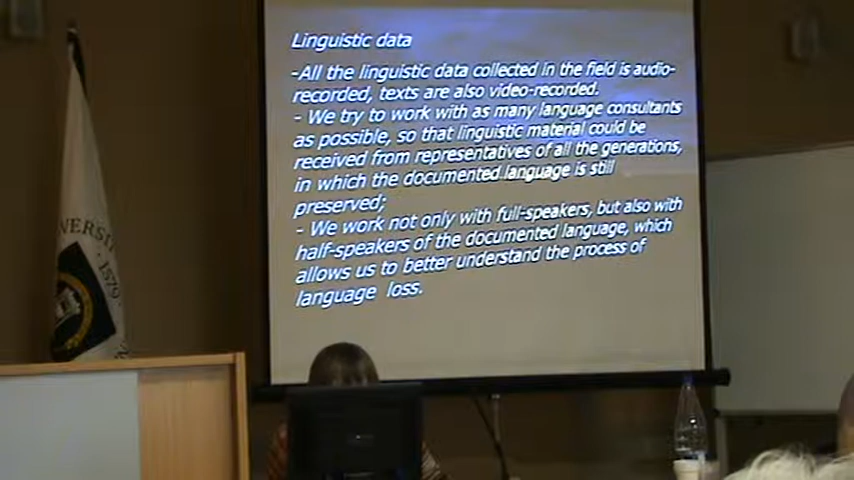 Linguistic data
-All the linguistic data collected in the field is audio-
recorded, texts are also video-recorded.
- We try to work with as many language consultants
as possible, so that linguistic material could be
received from representatives of all the generations,
in which the documented language is still
preserved;
- We work not only with full-speakers, but also with
half-speakers of the documented language, which
allows us to better understand the process of
language loss.
VERSI
1579